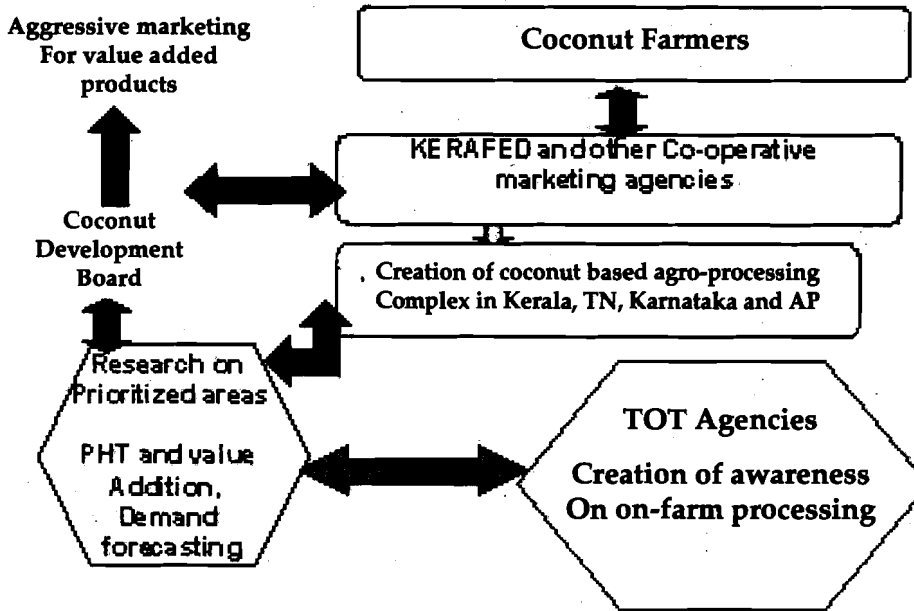 Aggressive marketing
For value added
products
Coconut Farmers
KERAFED and other Co-operative
marketing agencies
Coconut
Development
Board
Creation of coconut based agro-processing
Complex in Kerala, TN, Karnataka and AP
Research on
Prioritized areas
PHT and value
Addition,
Demand
forecasting
TOT Agencies
Creation of awareness
On on-farm processing